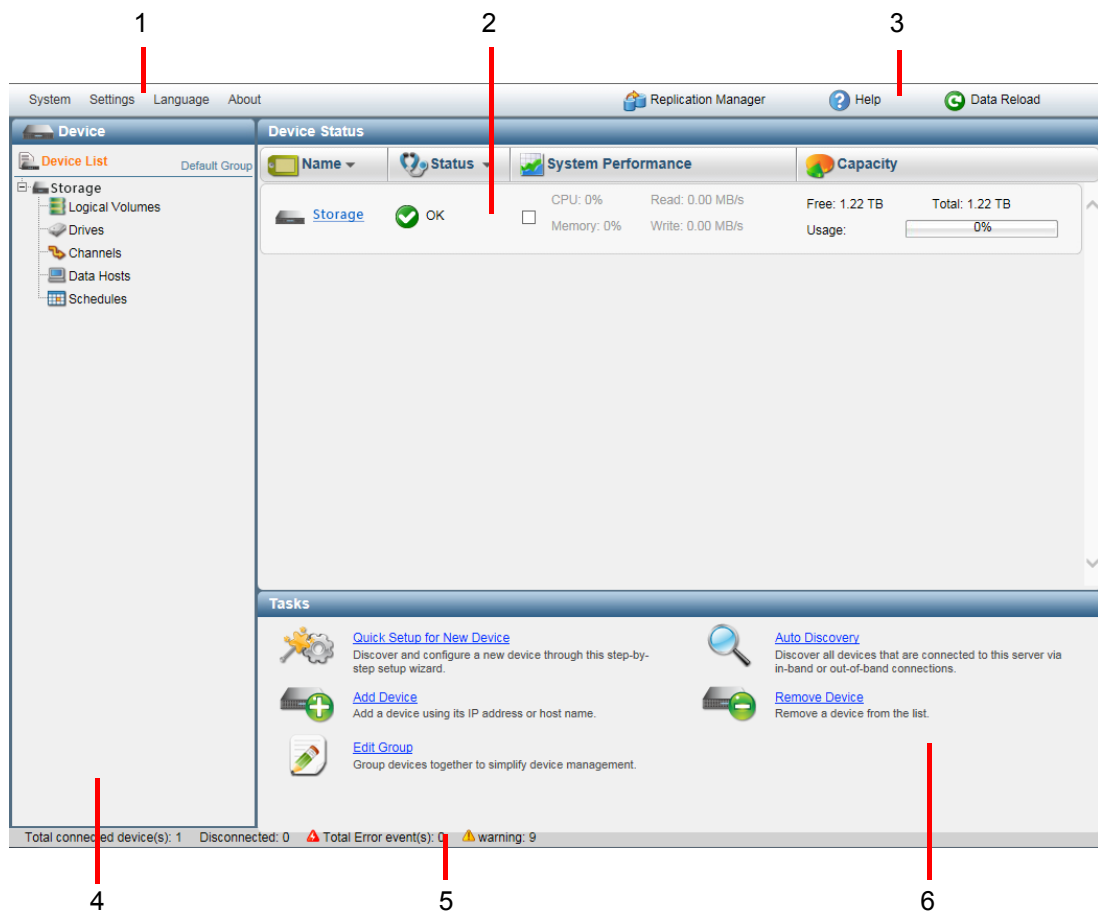 1 2 3
System Settings Language About Replication Manager Help Data Reload
Device
Device List Default Group
Storage
Logical Volumes
Drives
Channels
Data Hosts
Schedules
Device Status
Name Status System Performance Capacity
Storage OK
CPU: 0% Read: 0.00 MB/s
Memory: 0% Write: 0.00 MB/s
Free: 1.22 TB Total: 1.22 TB
Usage: 0%
Tasks
Quick Setup for New Device
Discover and configure a new device through this step-by-
step setup wizard.
Auto Discovery
Discover all devices that are connected to this server via
in-band or out-of-band connections.
Add Device
Add a device using its IP address or host name.
Remove Device
Remove a device from the list.
Edit Group
Group devices together to simplify device management.
Total connected device(s): 1 Disconnected: 0 Total Error event(s): 0 warning: 9
4 5 6